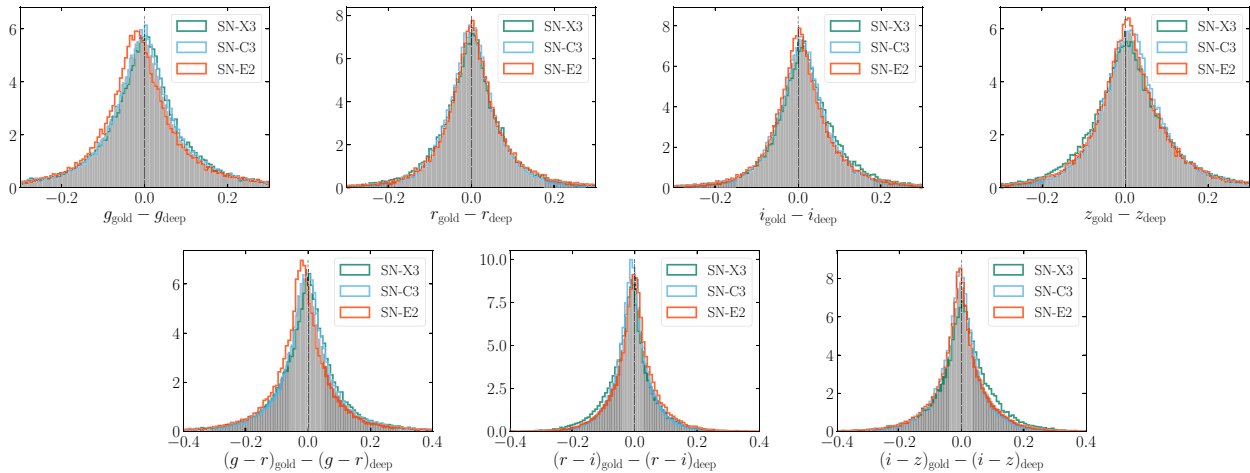 6
4
2
0
SN-X3
SN-C3
SN-E2
−0.2 0.0 0.2
g_gold − g_deep
8
6
4
2
0
SN-X3
SN-C3
SN-E2
−0.2 0.0 0.2
r_gold − r_deep
8
6
4
2
0
SN-X3
SN-C3
SN-E2
−0.2 0.0 0.2
i_gold − i_deep
6
4
2
0
SN-X3
SN-C3
SN-E2
−0.2 0.0 0.2
z_gold − z_deep
6
4
2
0
SN-X3
SN-C3
SN-E2
−0.4 −0.2 0.0 0.2 0.4
(g − r)_gold − (g − r)_deep
10.0
7.5
5.0
2.5
0.0
SN-X3
SN-C3
SN-E2
−0.4 −0.2 0.0 0.2 0.4
(r − i)_gold − (r − i)_deep
8
6
4
2
0
SN-X3
SN-C3
SN-E2
−0.4 −0.2 0.0 0.2 0.4
(i − z)_gold − (i − z)_deep